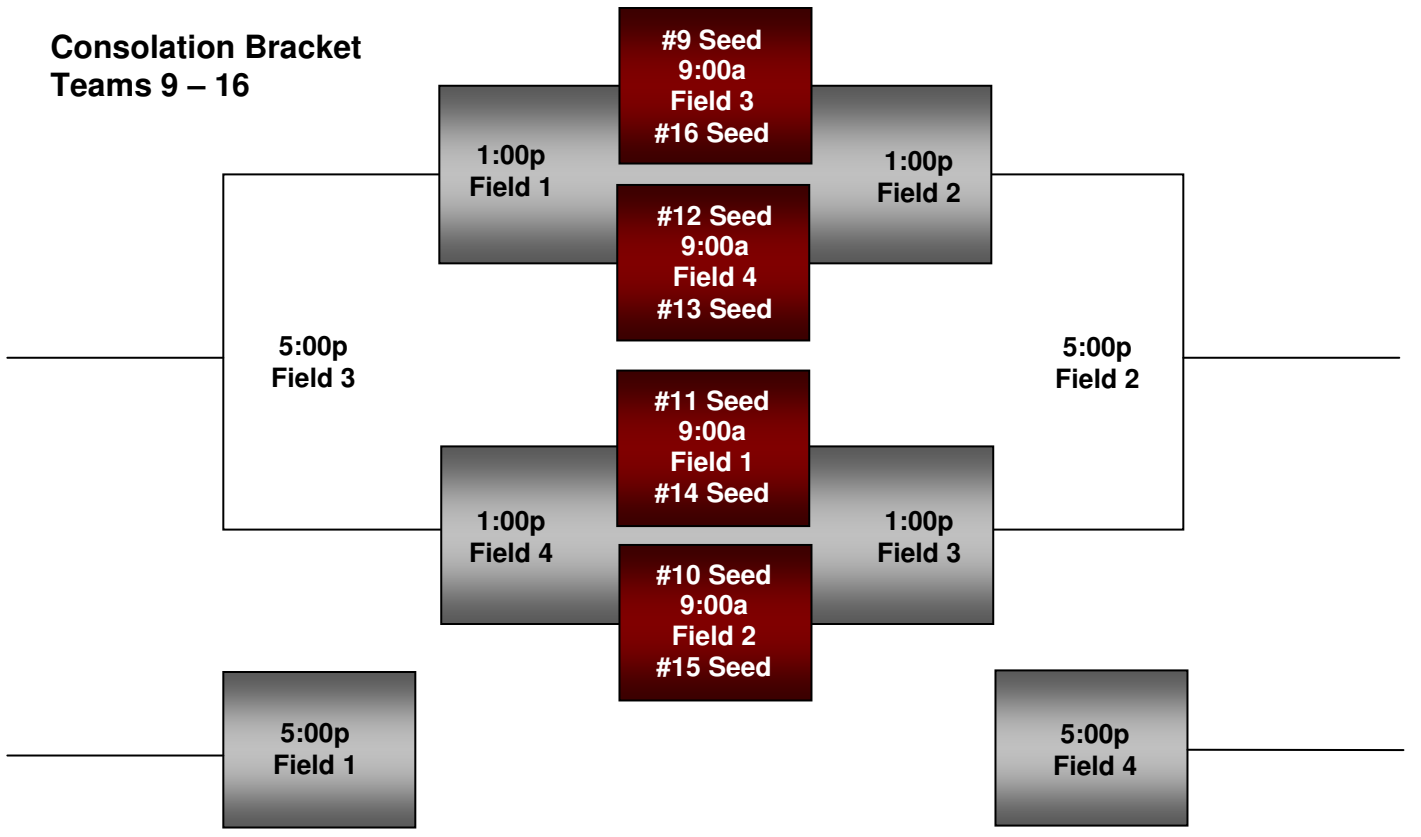 Consolation Bracket
Teams 9 – 16
#9 Seed
9:00a
Field 3
#16 Seed
1:00p
Field 1
1:00p
Field 2
#12 Seed
9:00a
Field 4
#13 Seed
5:00p
Field 3
5:00p
Field 2
#11 Seed
9:00a
Field 1
#14 Seed
1:00p
Field 4
1:00p
Field 3
#10 Seed
9:00a
Field 2
#15 Seed
5:00p
Field 1
5:00p
Field 4